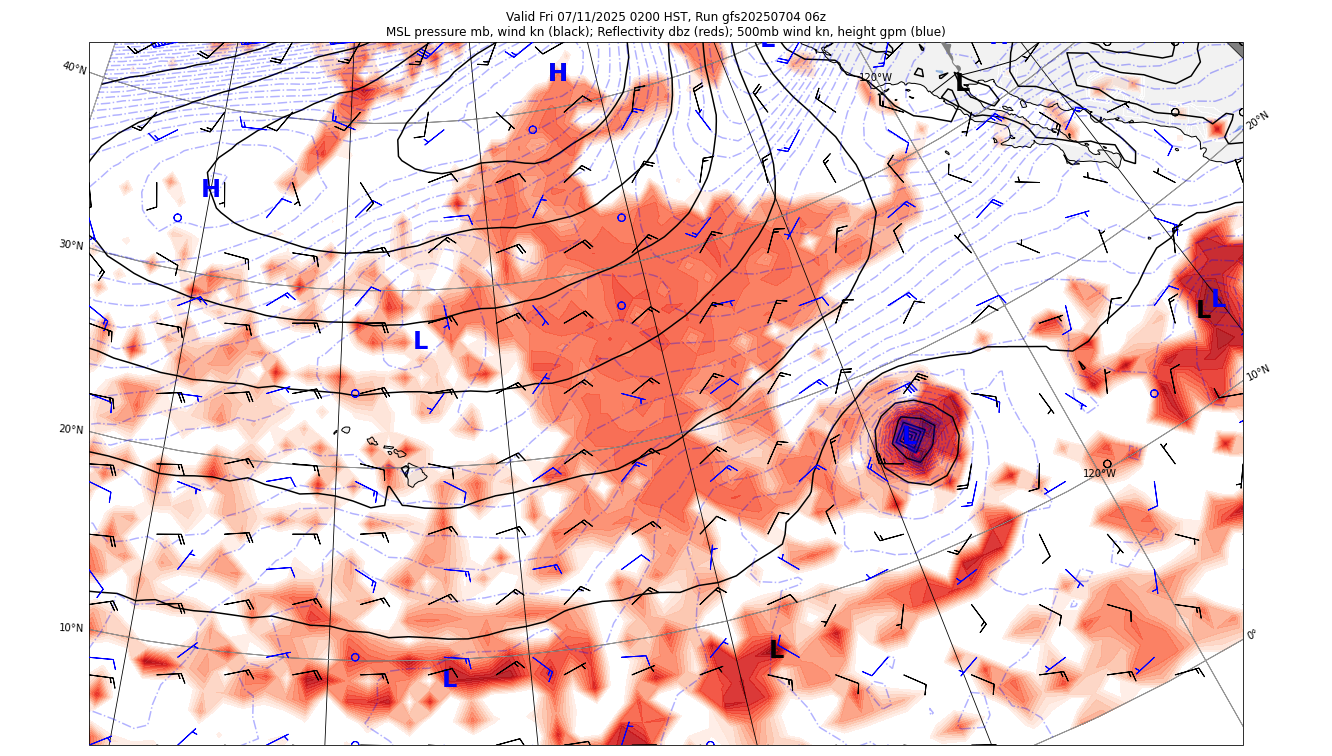 Valid Fri 07/11/2025 0200 HST, Run gfs20250704 06z
MSL pressure mb, wind kn (black); Reflectivity dbz (reds); 500mb wind kn, height gpm (blue)
L
40°N
H
120°W
L
20°N
H
30°N
L
L
L
10°N
20°N
120°W
10°N
0°
L
L